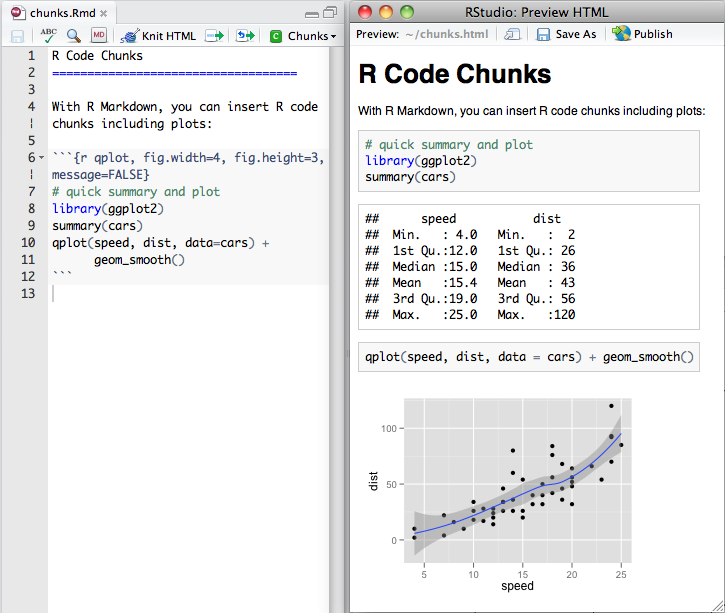 chunks.Rmd
ABC MD Knit HTML C Chunks
1 R Code Chunks
2 ===================================
3
4 With R Markdown, you can insert R code
chunks including plots:
5
6 ```{r qplot, fig.width=4, fig.height=3,
message=FALSE}
7 # quick summary and plot
8 library(ggplot2)
9 summary(cars)
10 qplot(speed, dist, data=cars) +
11 geom_smooth()
12 ```
13
RStudio: Preview HTML
Preview: ~/chunks.html Save As Publish
R Code Chunks
With R Markdown, you can insert R code chunks including plots:
# quick summary and plot
library(ggplot2)
summary(cars)
## speed dist
## Min. : 4.0 Min. : 2
## 1st Qu.:12.0 1st Qu.: 26
## Median :15.0 Median : 36
## Mean :15.4 Mean : 43
## 3rd Qu.:19.0 3rd Qu.: 56
## Max. :25.0 Max. :120
qplot(speed, dist, data = cars) + geom_smooth()
100
50
0
dist
5 10 15 20 25
speed